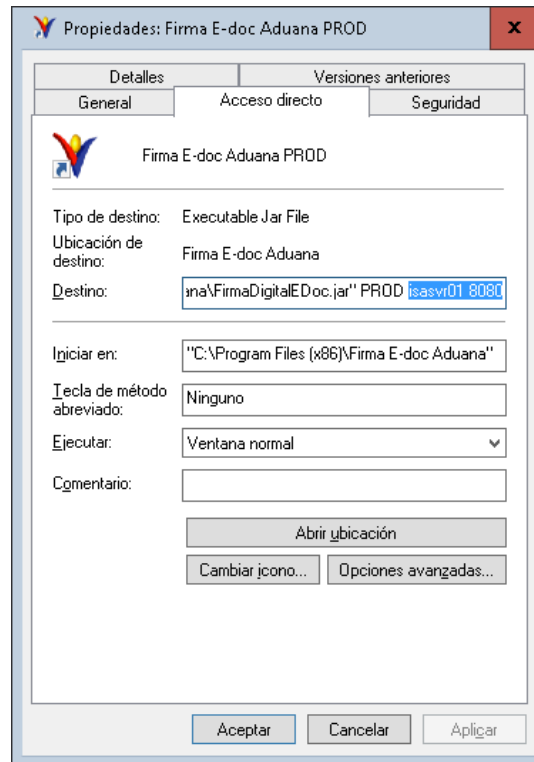 Propiedades: Firma E-doc Aduana PROD
x
Detalles
Versiones anteriores
General
Acceso directo
Seguridad
Firma E-doc Aduana PROD
Tipo de destino: Executable Jar File
Ubicación de destino: Firma E-doc Aduana
Destino: ana\FirmaDigitalEDoc.jar" PROD isasvr01 8080
Iniciar en: "C:\Program Files (x86)\Firma E-doc Aduana"
Tecla de método abreviado: Ninguno
Ejecutar: Ventana normal
Comentario:
Abrir ubicación
Cambiar icono... Opciones avanzadas...
Aceptar Cancelar Aplicar